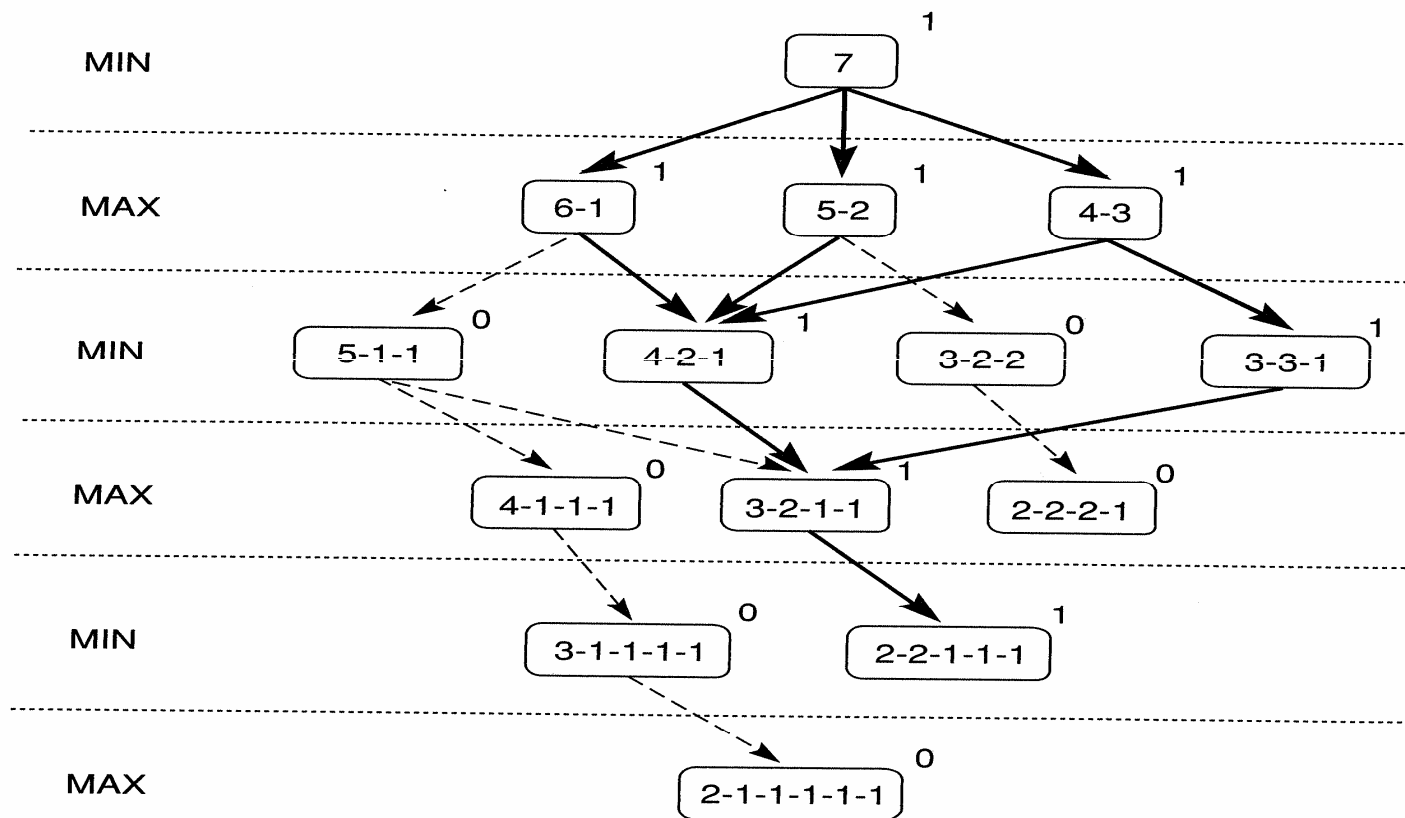 1
MIN 7
1 1 1
MAX 6-1 5-2 4-3
0 1 0 1
MIN 5-1-1 4-2-1 3-2-2 3-3-1
0 1 0
MAX 4-1-1-1 3-2-1-1 2-2-2-1
0 1
MIN 3-1-1-1-1 2-2-1-1-1
0
MAX 2-1-1-1-1-1